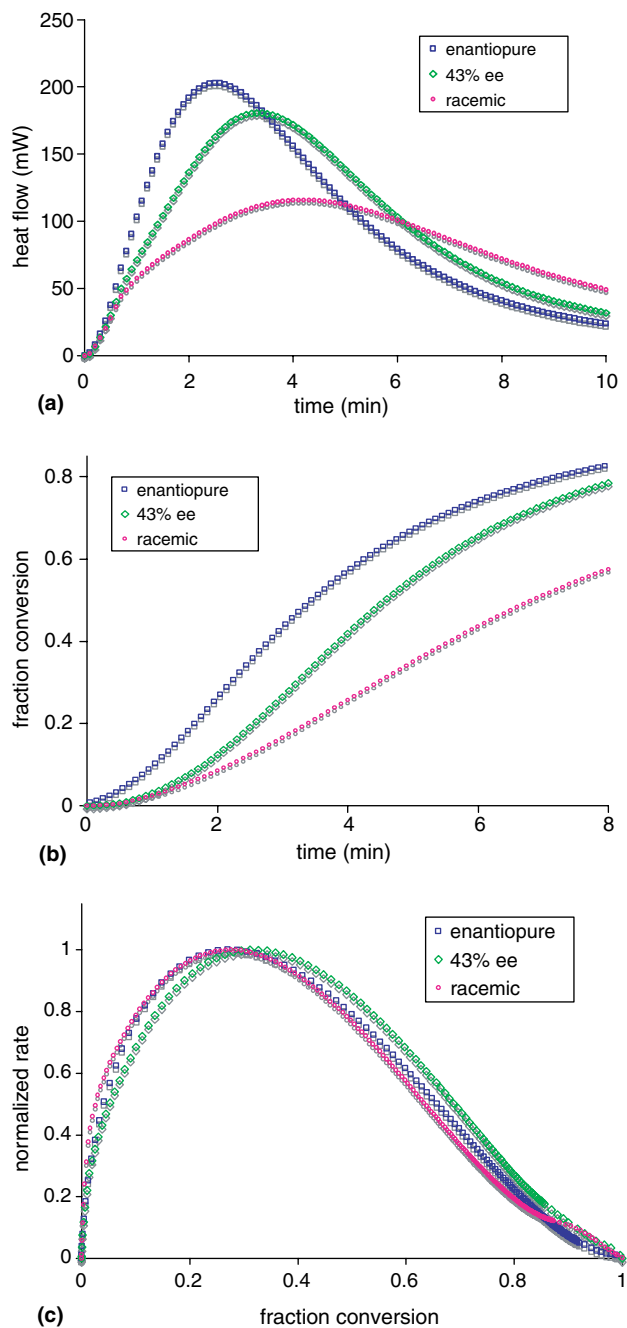 250
200
150
100
50
0
heat flow (mW)
enantiopure
43% ee
racemic
0 2 4 6 8 10
time (min)
(a)
0.8
0.6
0.4
0.2
0
fraction conversion
enantiopure
43% ee
racemic
0 2 4 6 8
time (min)
(b)
1
0.8
0.6
0.4
0.2
0
normalized rate
enantiopure
43% ee
racemic
0 0.2 0.4 0.6 0.8 1
fraction conversion
(c)